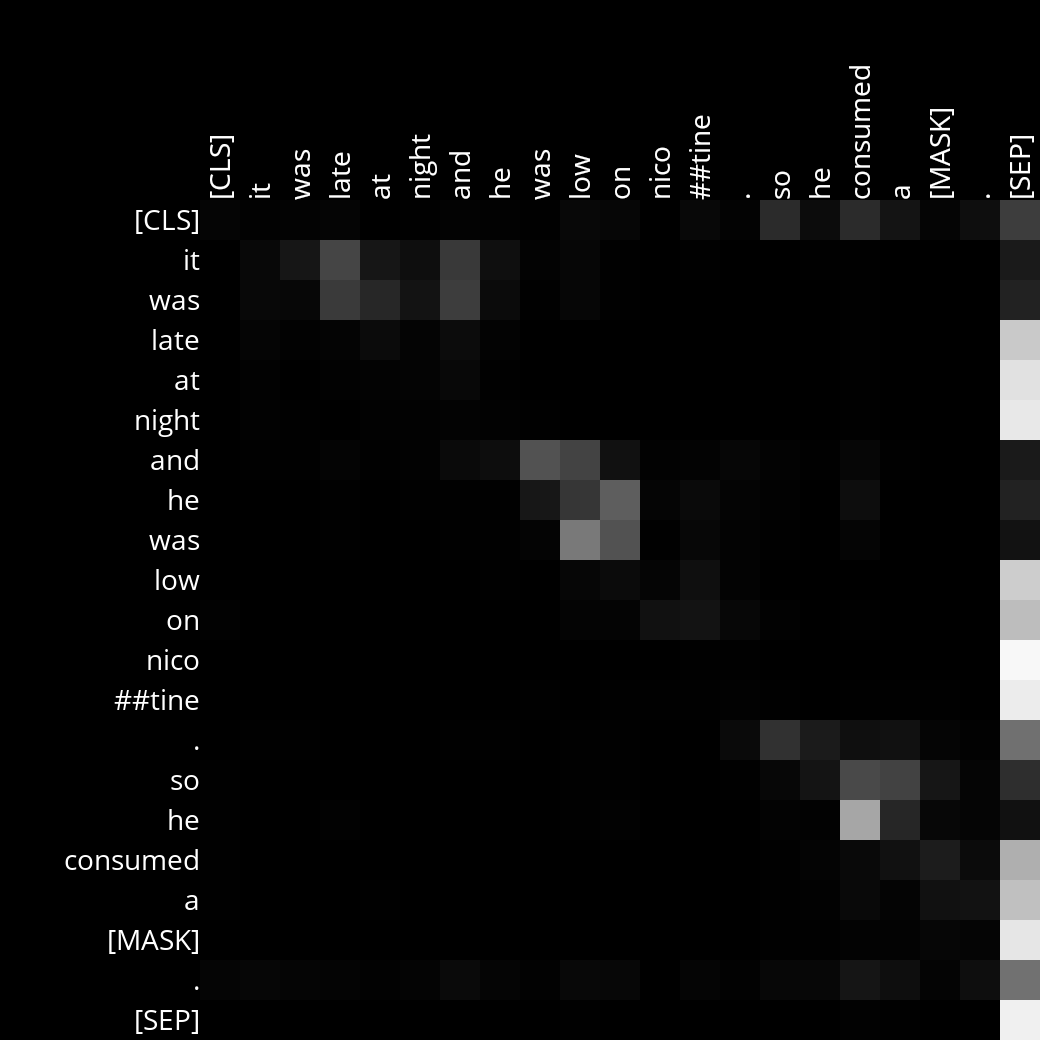 [CLS] it was late at night and he was low on nico ##tine . so he consumed a [MASK] . [SEP]
[CLS]
it
was
late
at
night
and
he
was
low
on
nico
##tine
.
so
he
consumed
a
[MASK]
.
[SEP]